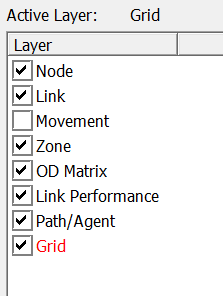 Active Layer: Grid
Layer
Node
Link
Movement
Zone
OD Matrix
Link Performance
Path/Agent
Grid